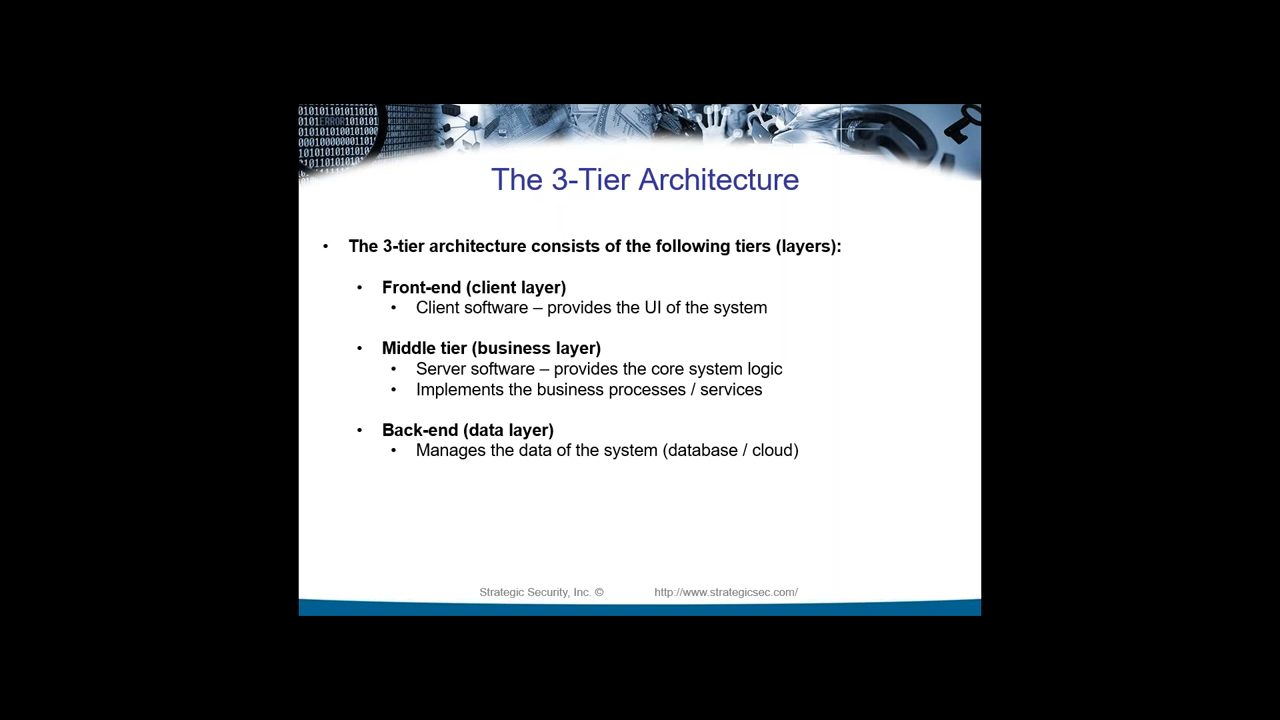 The 3-Tier Architecture
• The 3-tier architecture consists of the following tiers (layers):
• Front-end (client layer)
• Client software – provides the UI of the system
• Middle tier (business layer)
• Server software – provides the core system logic
• Implements the business processes / services
• Back-end (data layer)
• Manages the data of the system (database / cloud)
Strategic Security, Inc. © http://www.strategicsec.com/